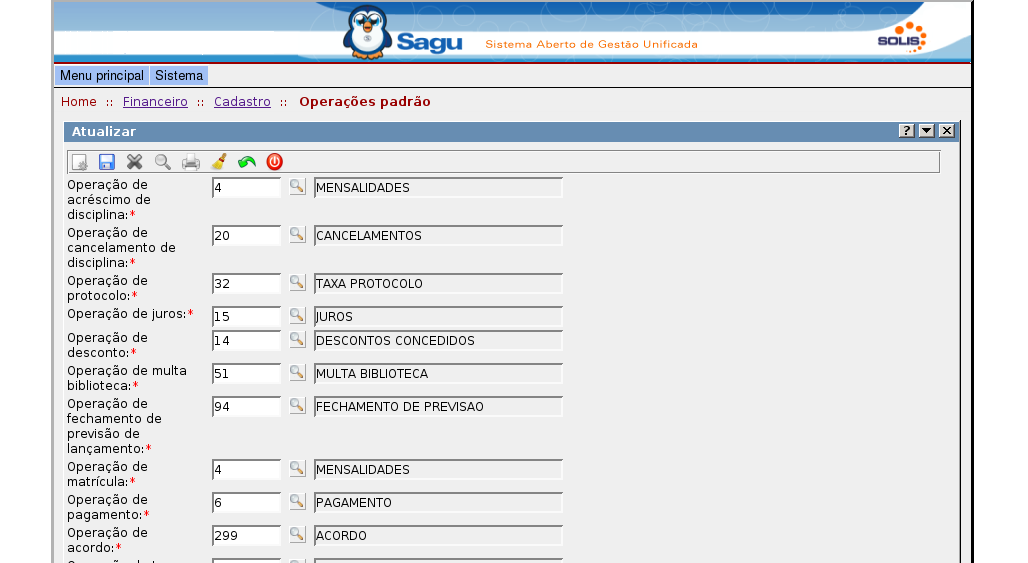 Sagu
Sistema Aberto de Gestão Unificada
SOLIS
Menu principal Sistema
Home :: Financeiro :: Cadastro :: Operações padrão
Atualizar
?
Operação de
acréscimo de
disciplina:*
4 MENSALIDADES
Operação de
cancelamento de
disciplina:*
20 CANCELAMENTOS
Operação de
protocolo:*
32 TAXA PROTOCOLO
Operação de juros:* 15 JUROS
Operação de
desconto:*
14 DESCONTOS CONCEDIDOS
Operação de multa
biblioteca:*
51 MULTA BIBLIOTECA
Operação de
fechamento de
previsão de
lançamento:*
94 FECHAMENTO DE PREVISAO
Operação de
matrícula:*
4 MENSALIDADES
Operação de
pagamento:*
6 PAGAMENTO
Operação de
acordo:*
299 ACORDO